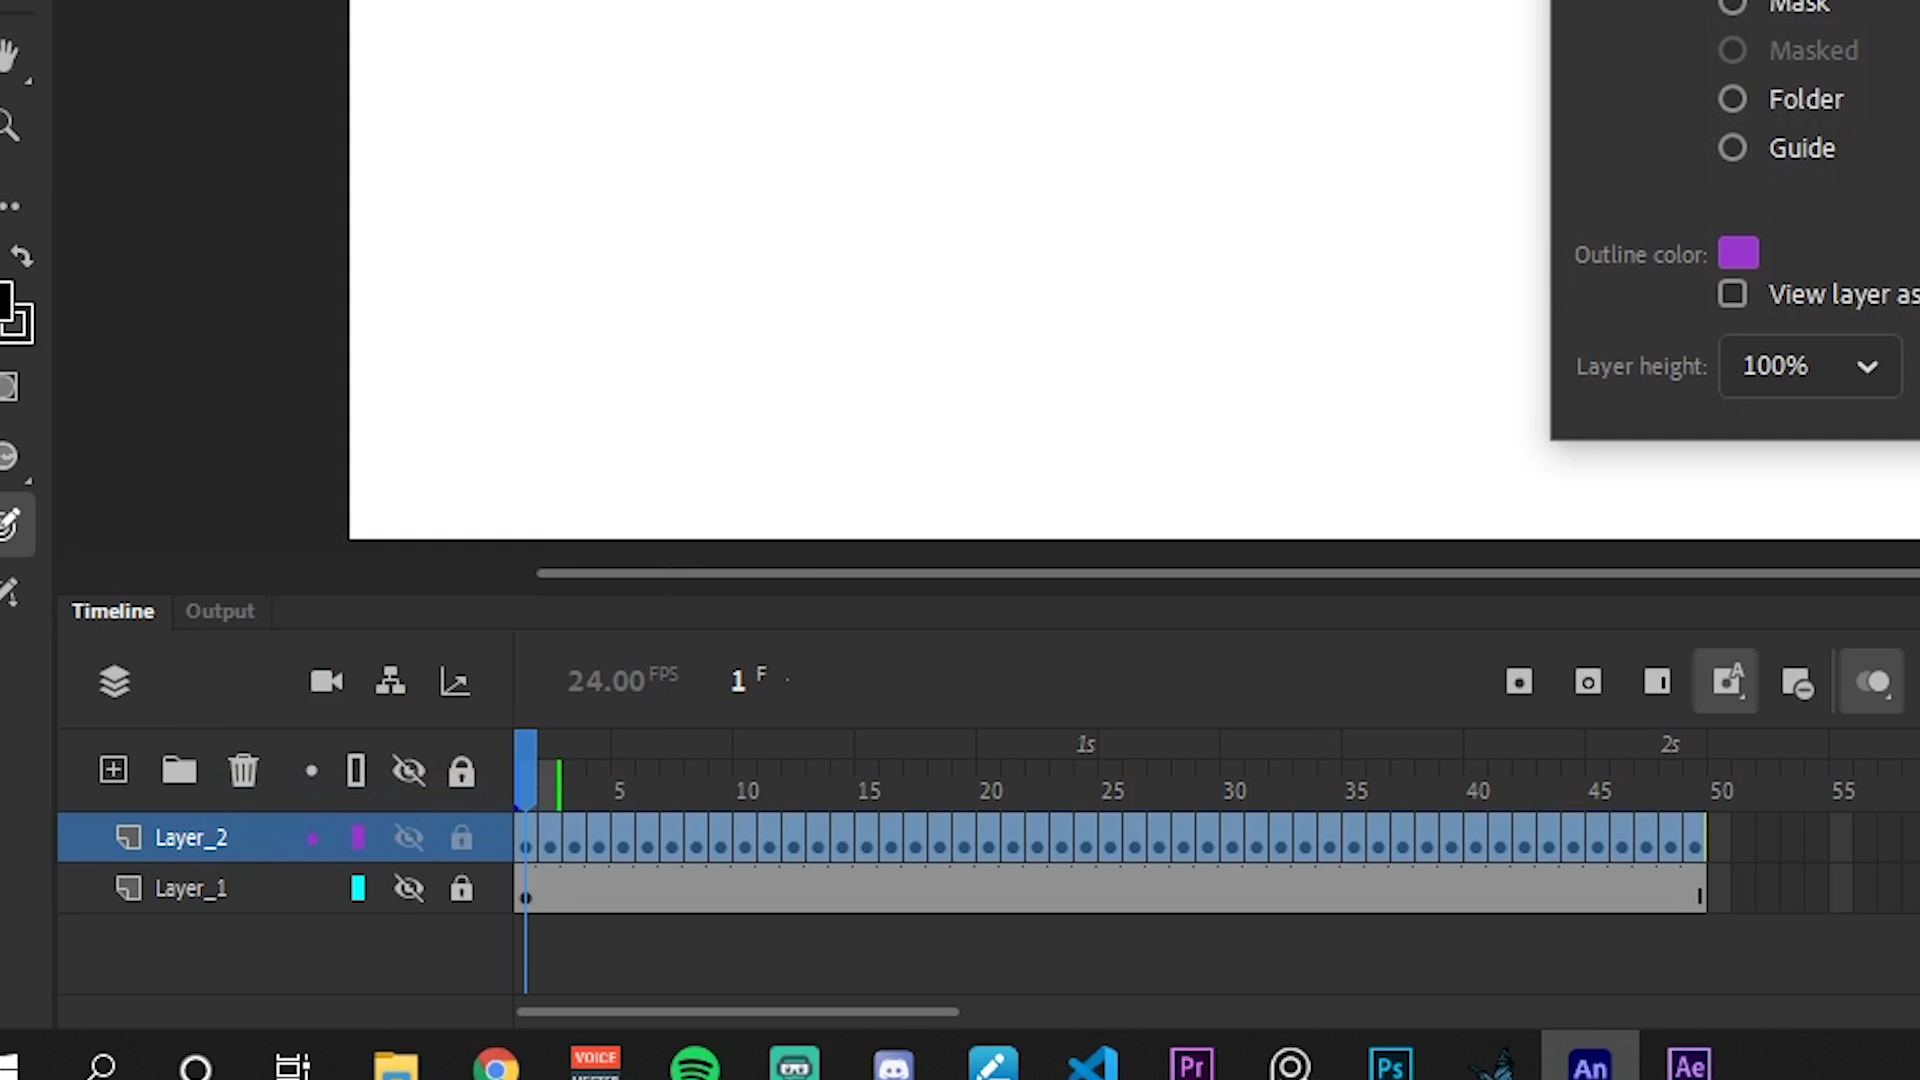 Mask
Masked
Folder
Guide
Outline color:
View layer as
Layer height: 100%
Timeline Output
24.00 FPS 1 F
1s 2s
5 10 15 20 25 30 35 40 45 50 55
Layer_2
Layer_1
VOICE
Pr Ps An Ae